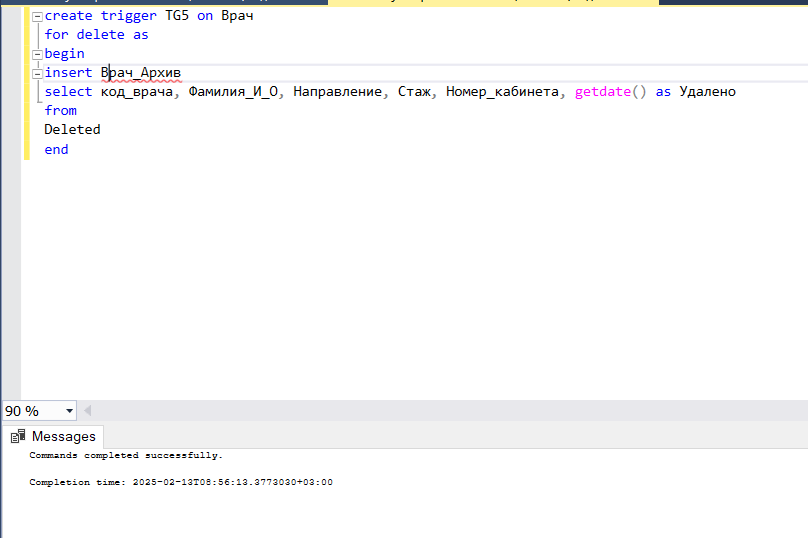 create trigger TG5 on Врач
for delete as
begin
insert Врач_Архив
select код_врача, Фамилия_И_О, Направление, Стаж, Номер_кабинета, getdate() as Удалено
from
Deleted
end
90 %
Messages
Commands completed successfully.
Completion time: 2025-02-13T08:56:13.3773030+03:00